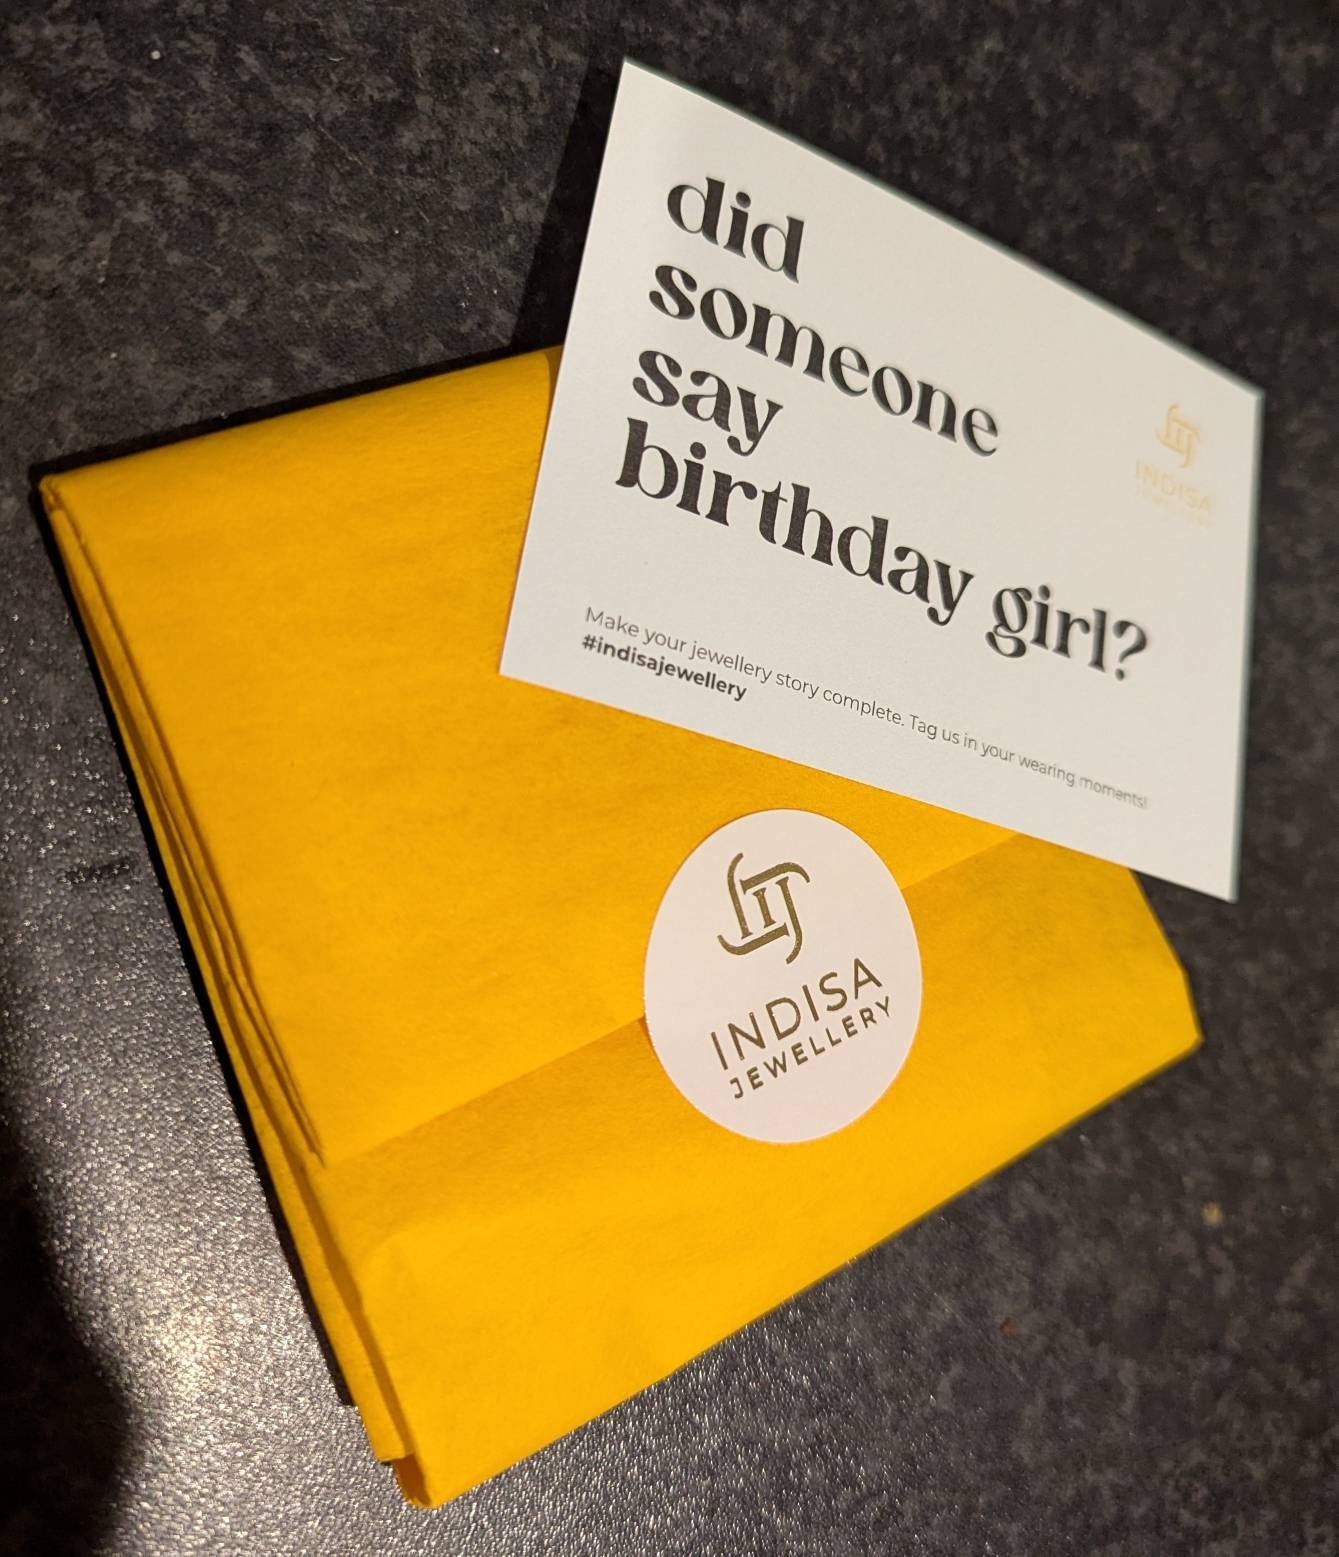 did
someone
say
birthday girl?
INDISA
JEWELLERY
Make your jewellery story complete. Tag us in your wearing moments!
#indisajewellery
INDISA
JEWELLERY